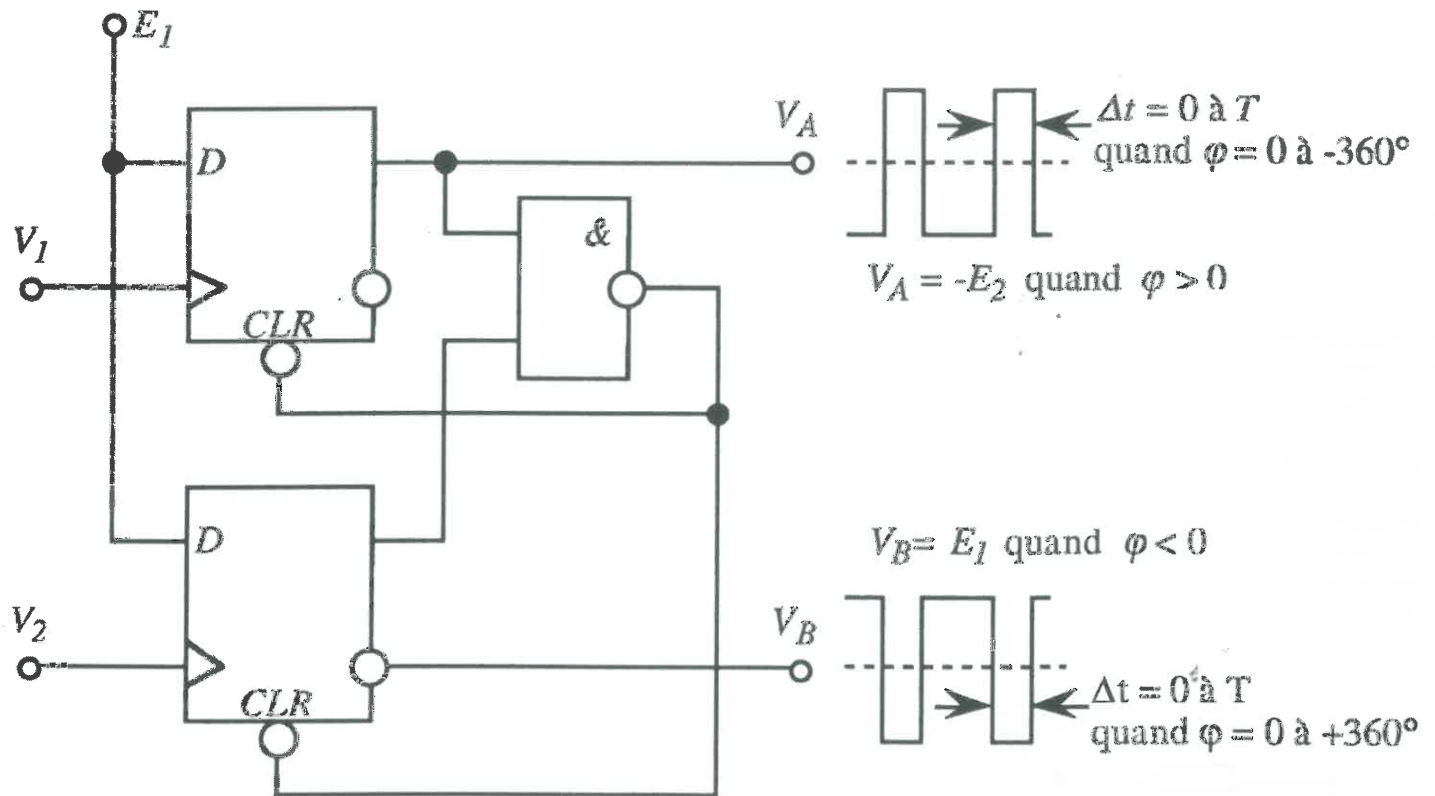 E1
D
V1
CLR
&
VA
Δt = 0 à T
quand φ = 0 à -360°
VA = -E2 quand φ > 0
D
V2
CLR
VB= E1 quand φ < 0
VB
Δt = 0 à T
quand φ = 0 à +360°